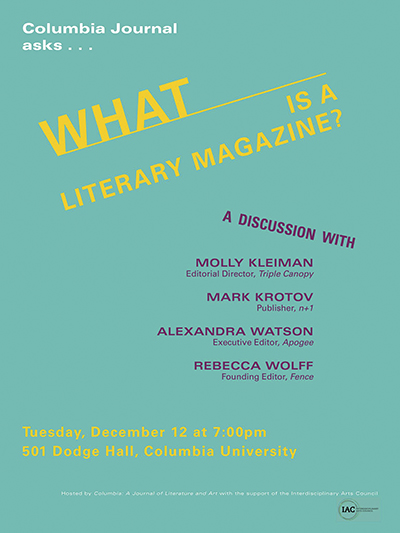 Columbia Journal
asks . . .
WHAT IS A
LITERARY MAGAZINE?
A DISCUSSION WITH
MOLLY KLEIMAN
Editorial Director, Triple Canopy
MARK KROTOV
Publisher, n+1
ALEXANDRA WATSON
Executive Editor, Apogee
REBECCA WOLFF
Founding Editor, Fence
Tuesday, December 12 at 7:00pm
501 Dodge Hall, Columbia University
Hosted by Columbia: A Journal of Literature and Art with the support of the Interdisciplinary Arts Council
IAC